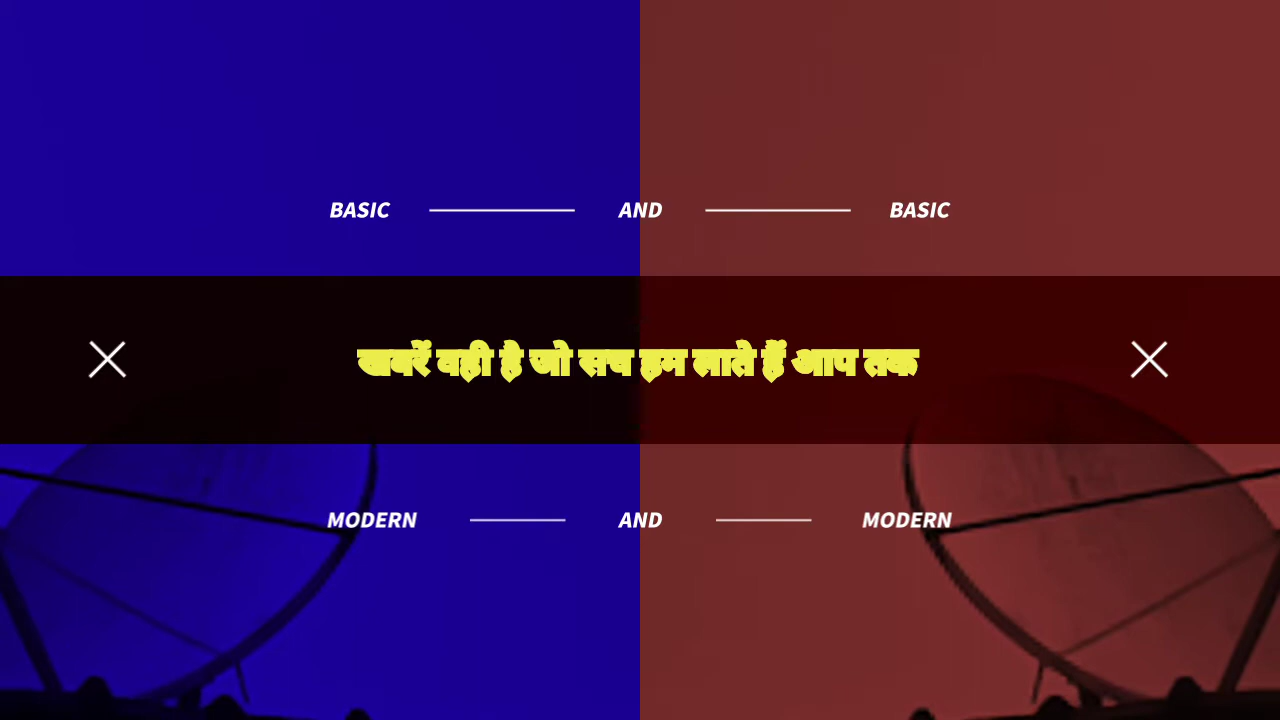 BASIC AND BASIC
खबरें वही है जो सच हम लाते हैं आप तक
MODERN AND MODERN